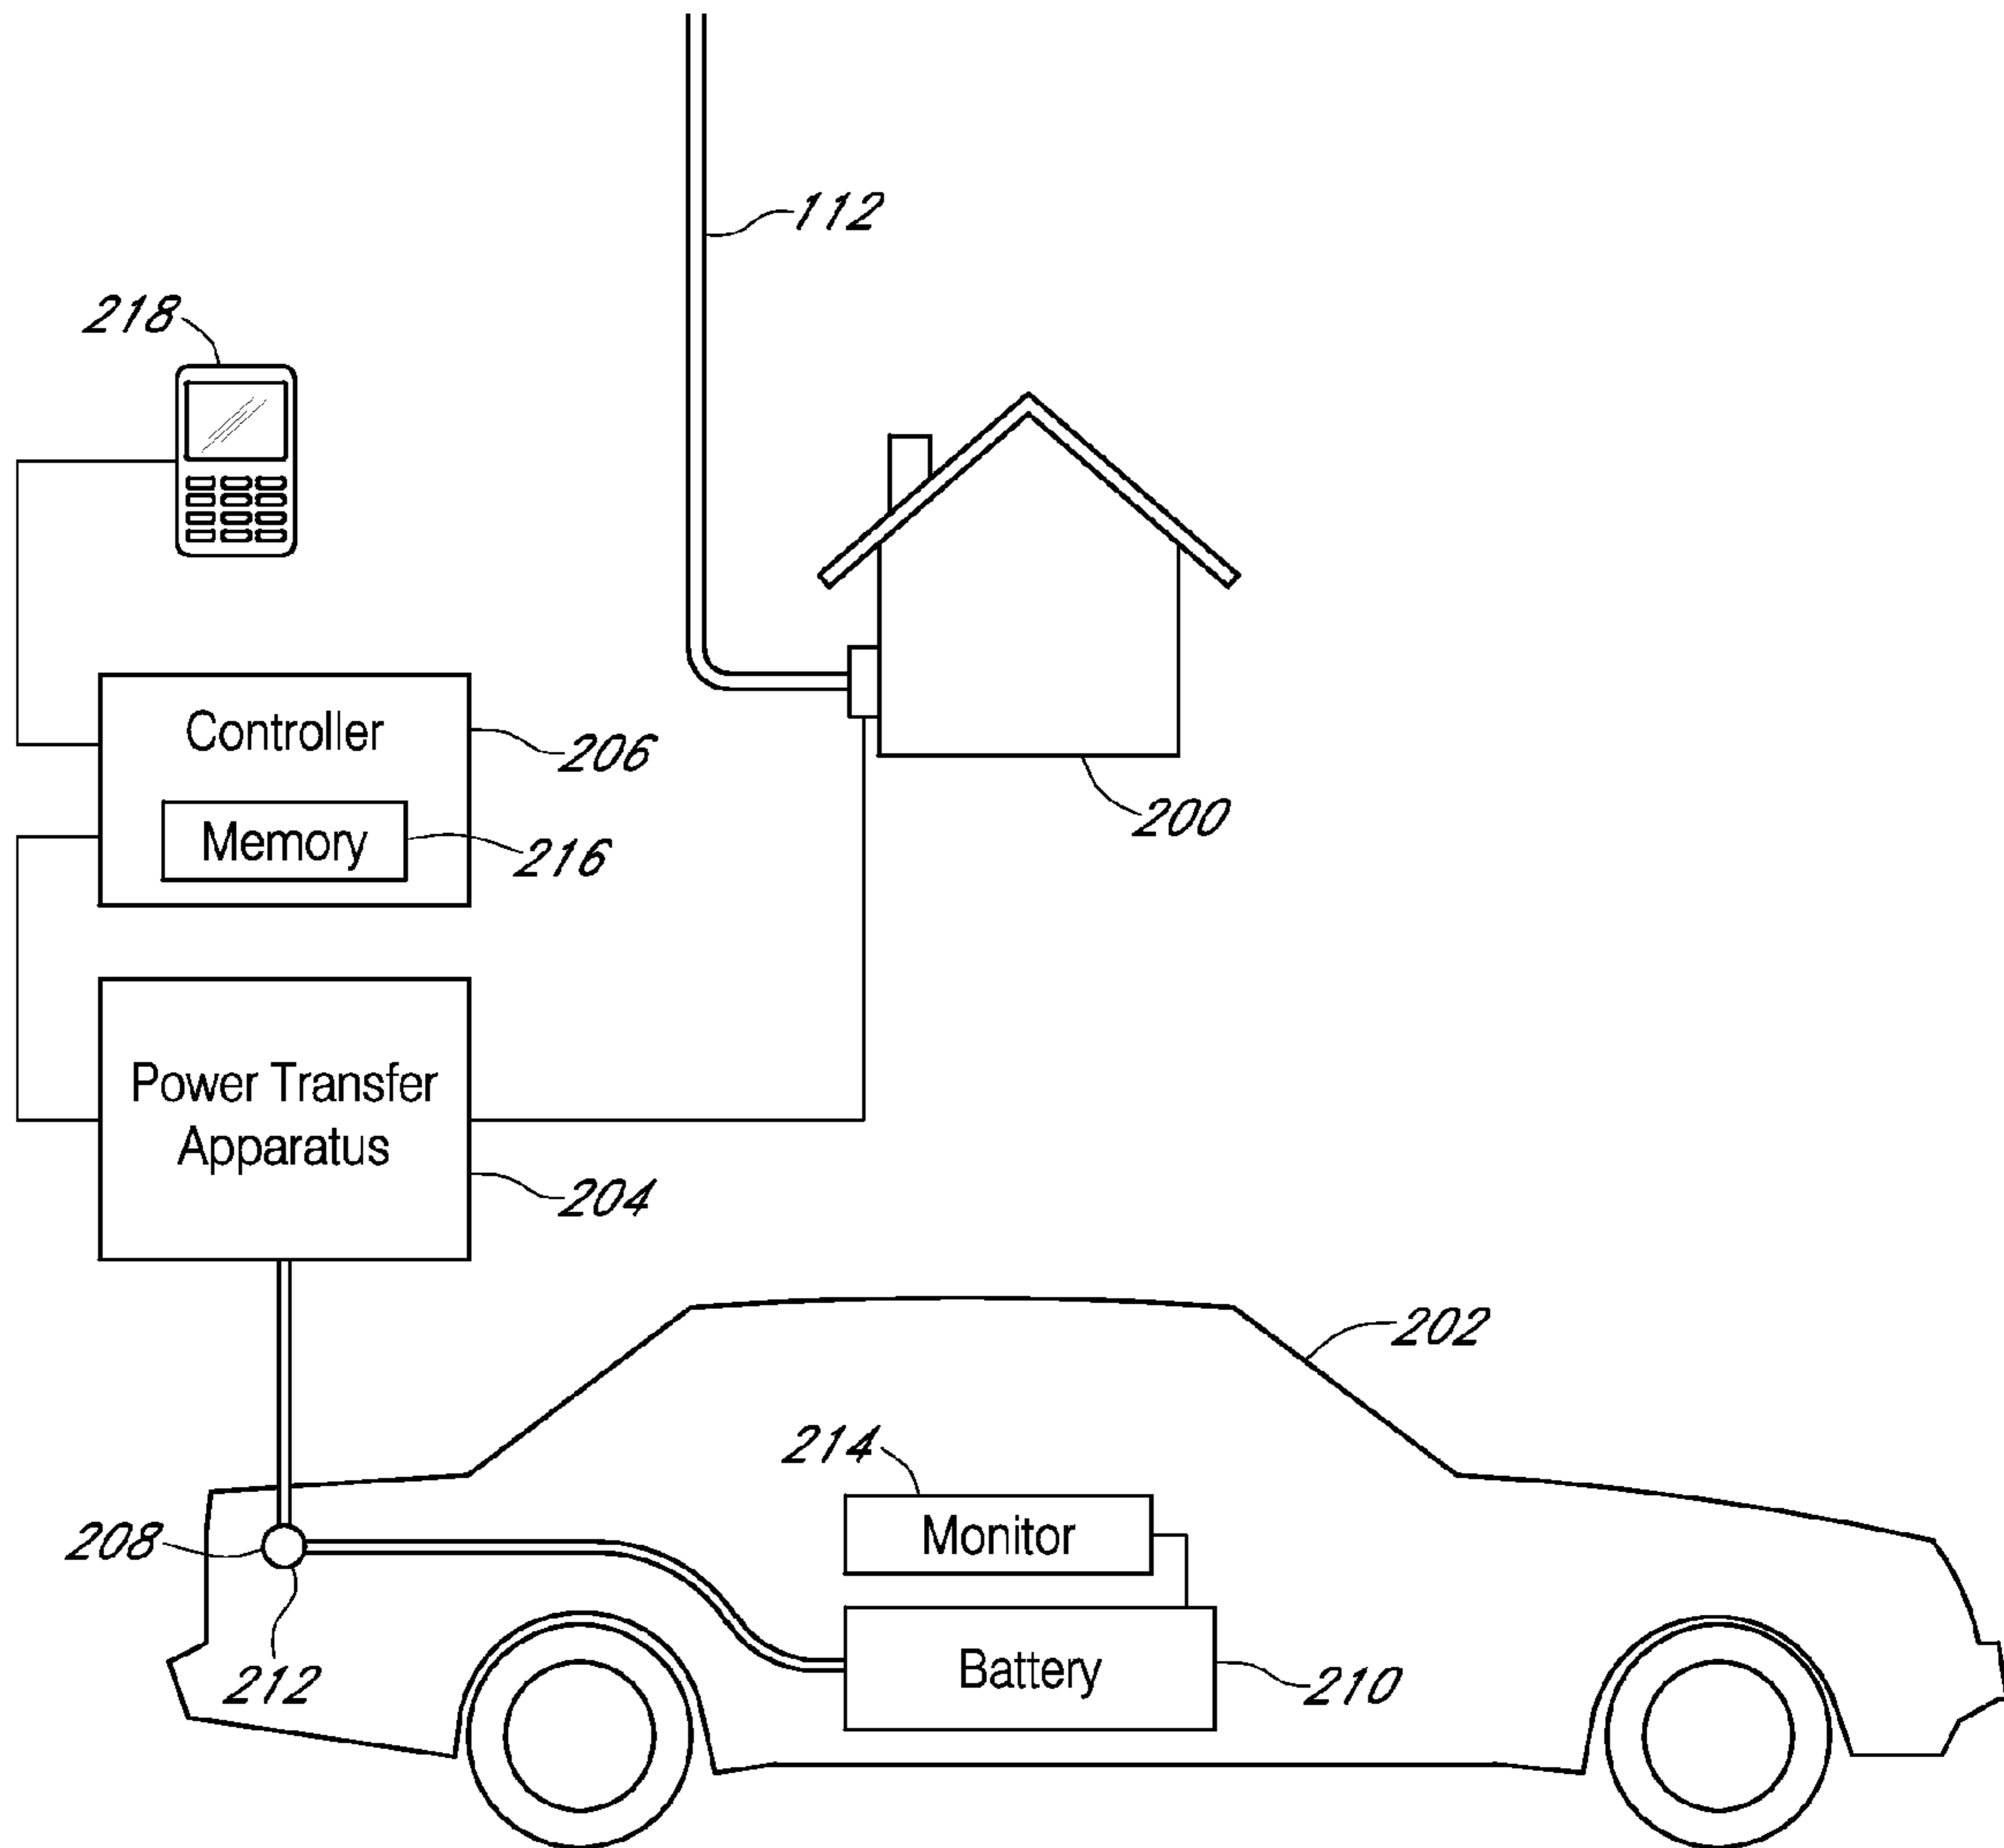 112
218
Controller
206
200
Memory
216
Power Transfer
Apparatus
204
202
214
Monitor
208
212
Battery
210